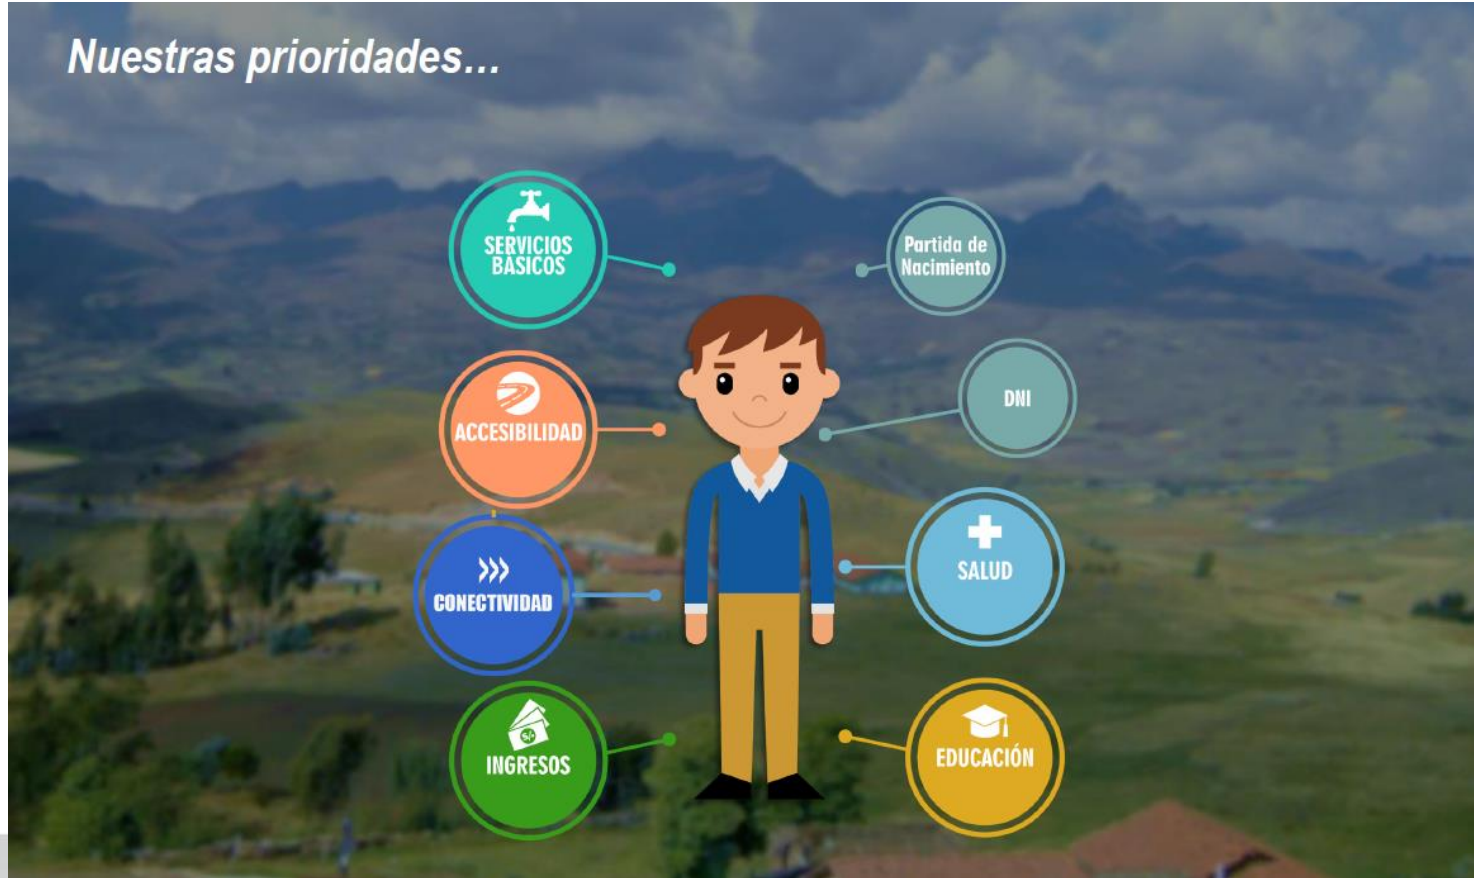 Nuestras prioridades...
SERVICIOS
BÁSICOS
ACCESIBILIDAD
CONECTIVIDAD
S/.
INGRESOS
Partida de
Nacimiento
DNI
SALUD
EDUCACIÓN